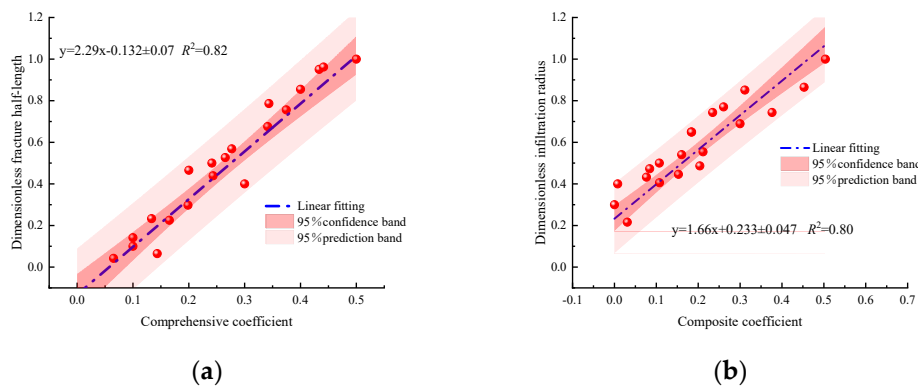 y=2.29x-0.132±0.07 R²=0.82
Dimensionless fracture half-length
1.2
1.0
0.8
0.6
0.4
0.2
0.0
Linear fitting
95%confidence band
95%prediction band
0.0 0.1 0.2 0.3 0.4 0.5
Comprehensive coefficient
(a)
Dimensionless infiltration radius
1.2
1.0
0.8
0.6
0.4
0.2
0.0
Linear fitting
95%confidence band
95%prediction band
y=1.66x+0.233±0.047 R²=0.80
-0.1 0.0 0.1 0.2 0.3 0.4 0.5 0.6 0.7
Composite coefficient
(b)